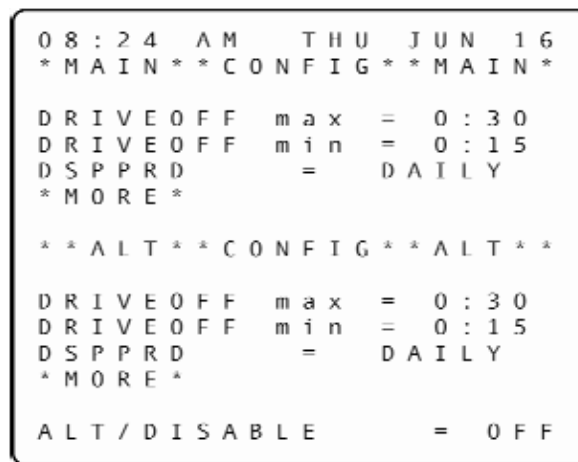 08:24 AM THU JUN 16
*MAIN**CONFIG**MAIN*
DRIVEOFF max = 0:30
DRIVEOFF min = 0:15
DSPPRD = DAILY
*MORE*
**ALT**CONFIG**ALT**
DRIVEOFF max = 0:30
DRIVEOFF min = 0:15
DSPPRD = DAILY
*MORE*
ALT/DISABLE = OFF